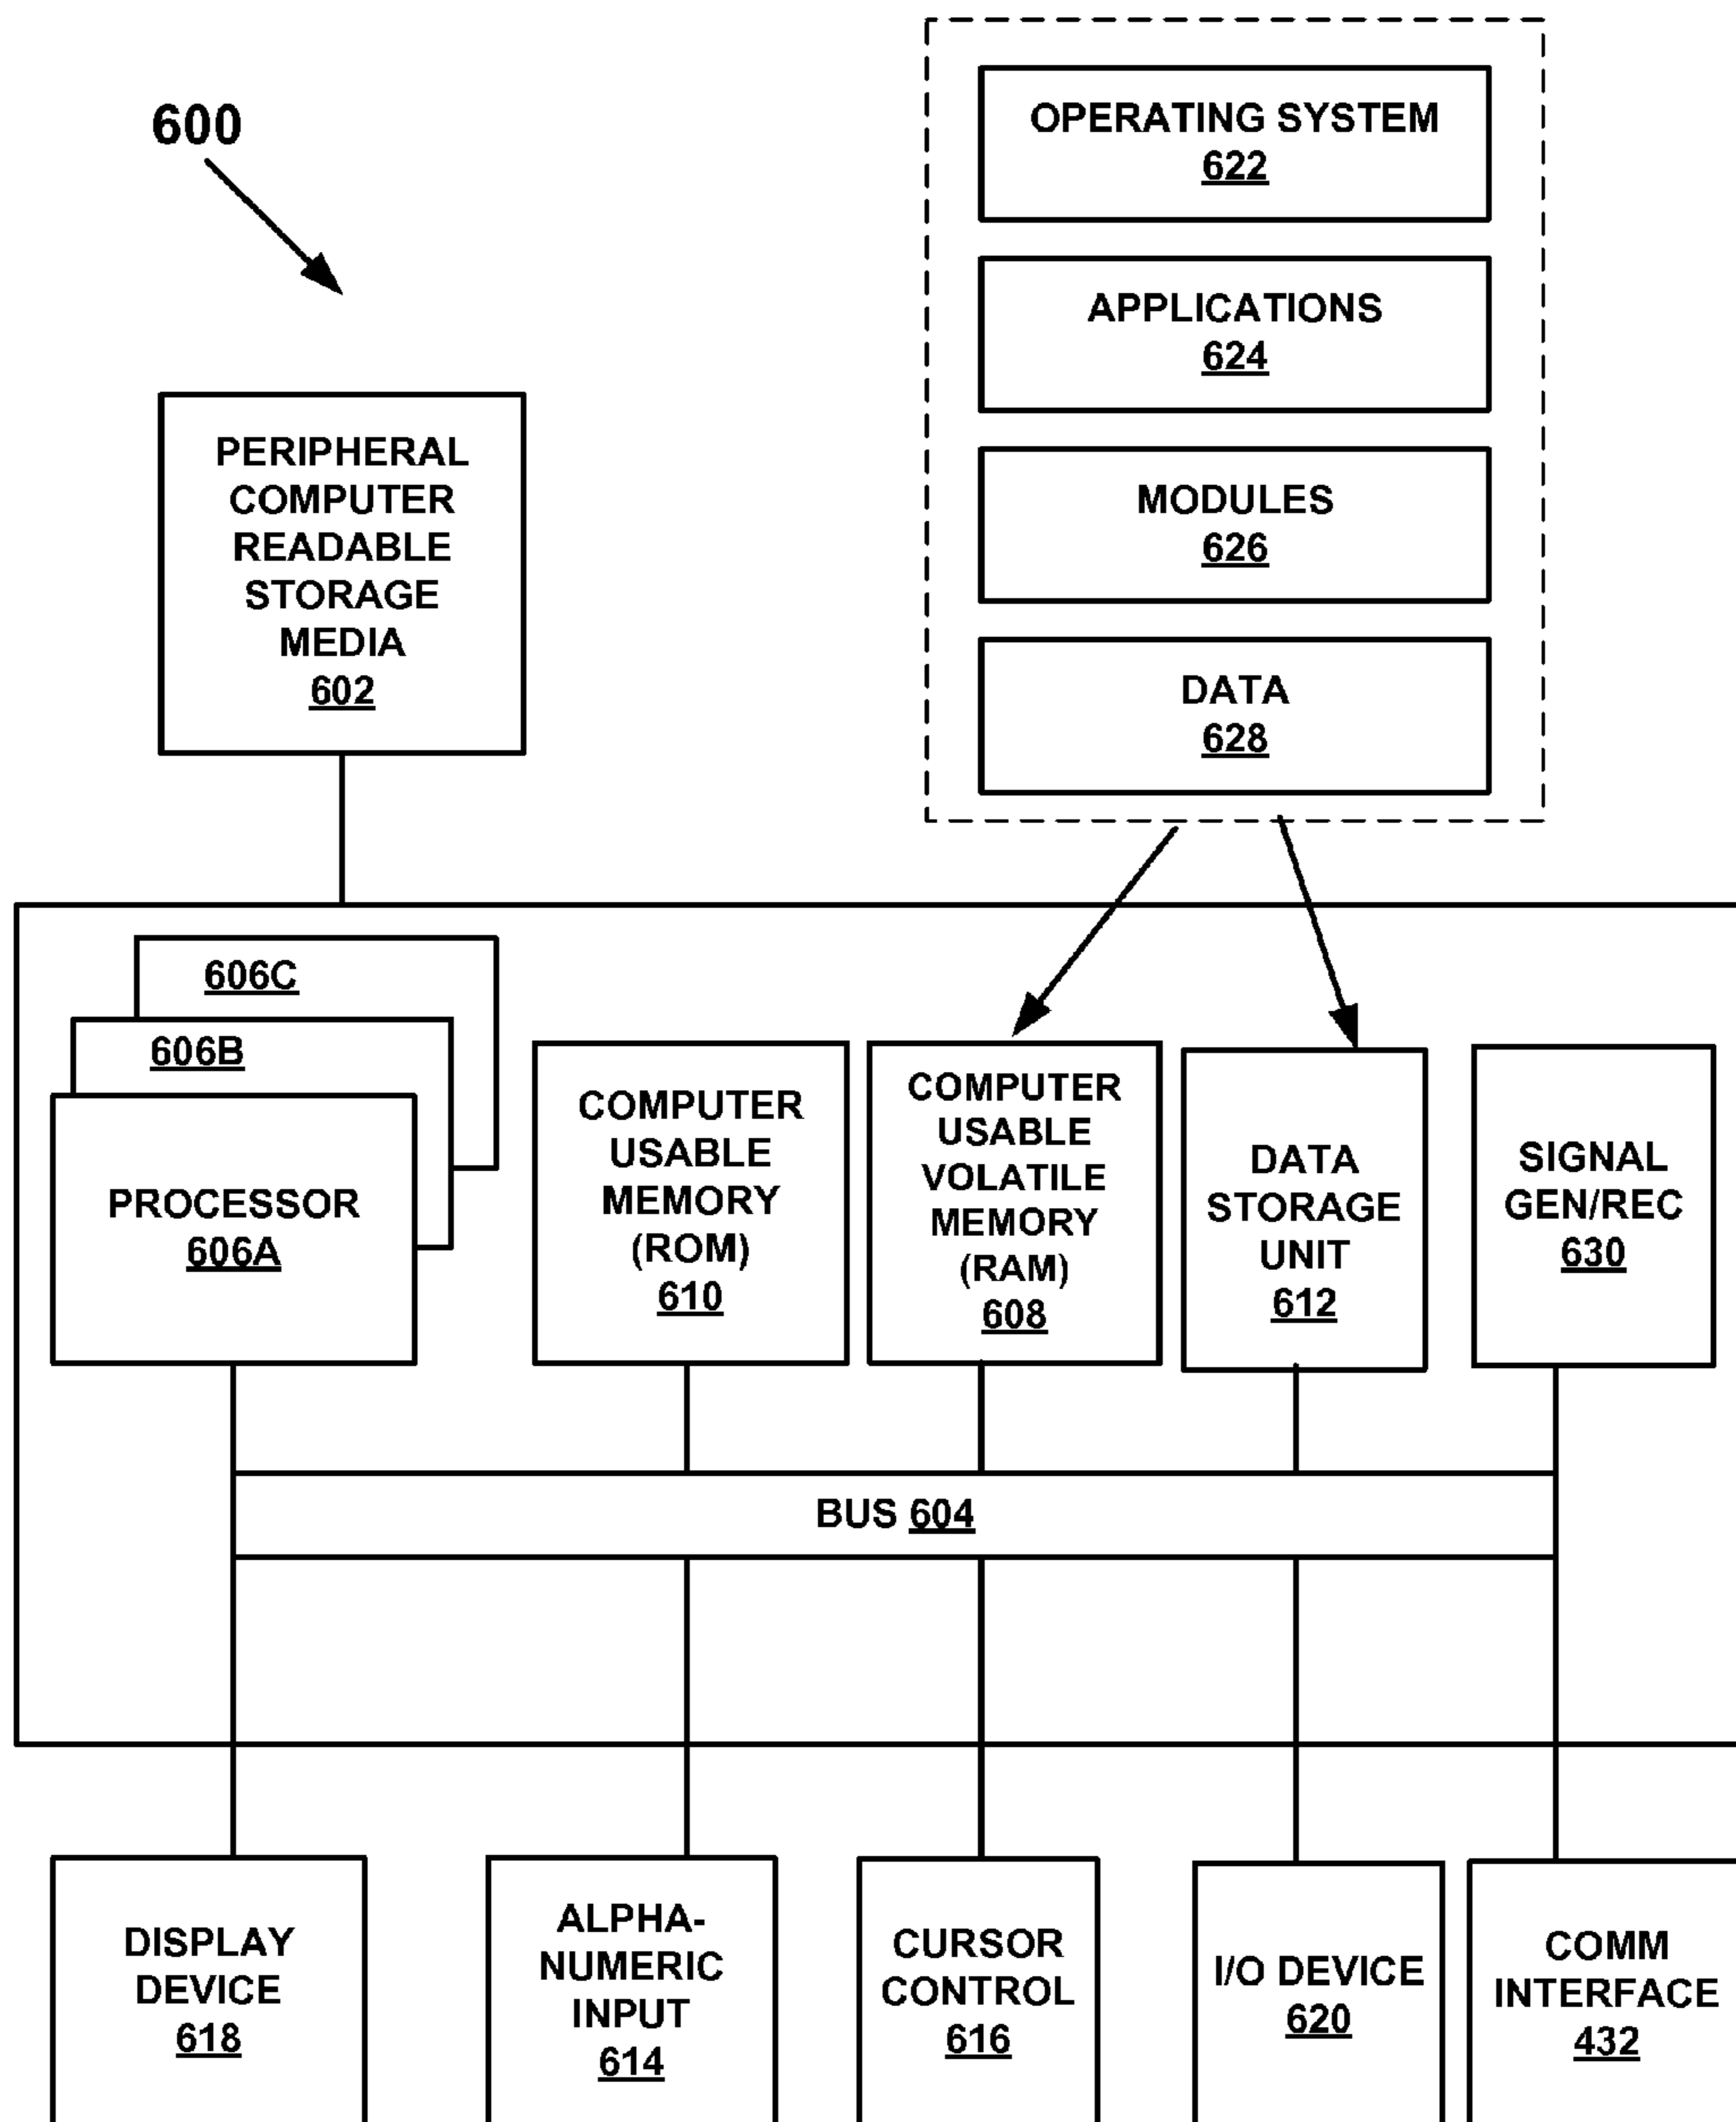 600
OPERATING SYSTEM
622
APPLICATIONS
624
MODULES
626
DATA
628
PERIPHERAL
COMPUTER
READABLE
STORAGE
MEDIA
602
606C
606B
PROCESSOR
606A
COMPUTER
USABLE
MEMORY
(ROM)
610
COMPUTER
USABLE
VOLATILE
MEMORY
(RAM)
608
DATA
STORAGE
UNIT
612
SIGNAL
GEN/REC
630
BUS 604
DISPLAY
DEVICE
618
ALPHA-
NUMERIC
INPUT
614
CURSOR
CONTROL
616
I/O DEVICE
620
COMM
INTERFACE
432